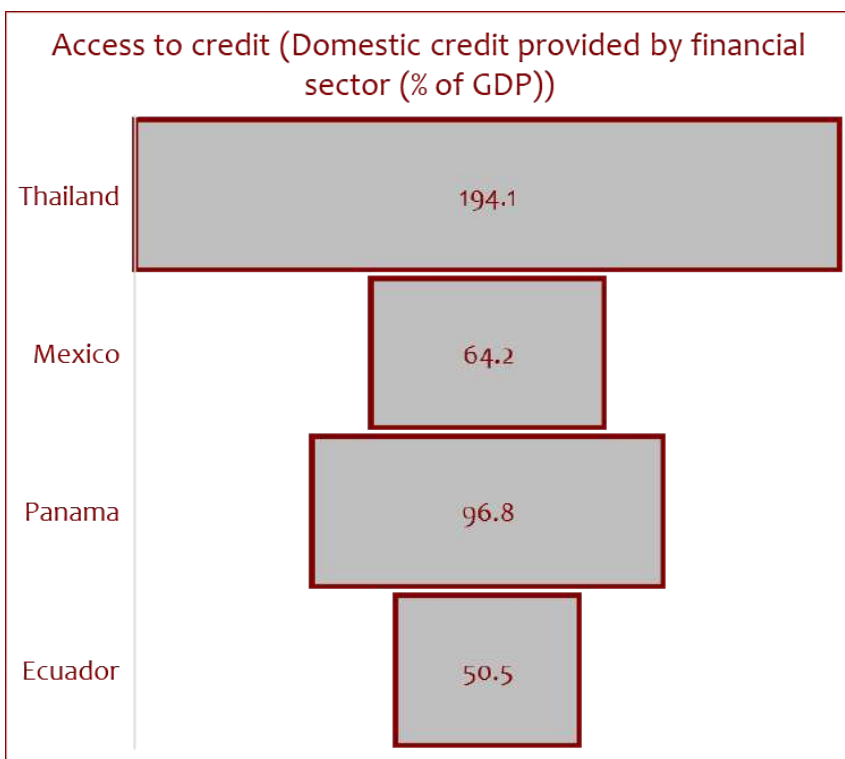 Access to credit (Domestic credit provided by financial
sector (% of GDP))
Thailand 194.1
Mexico 64.2
Panama 96.8
Ecuador 50.5